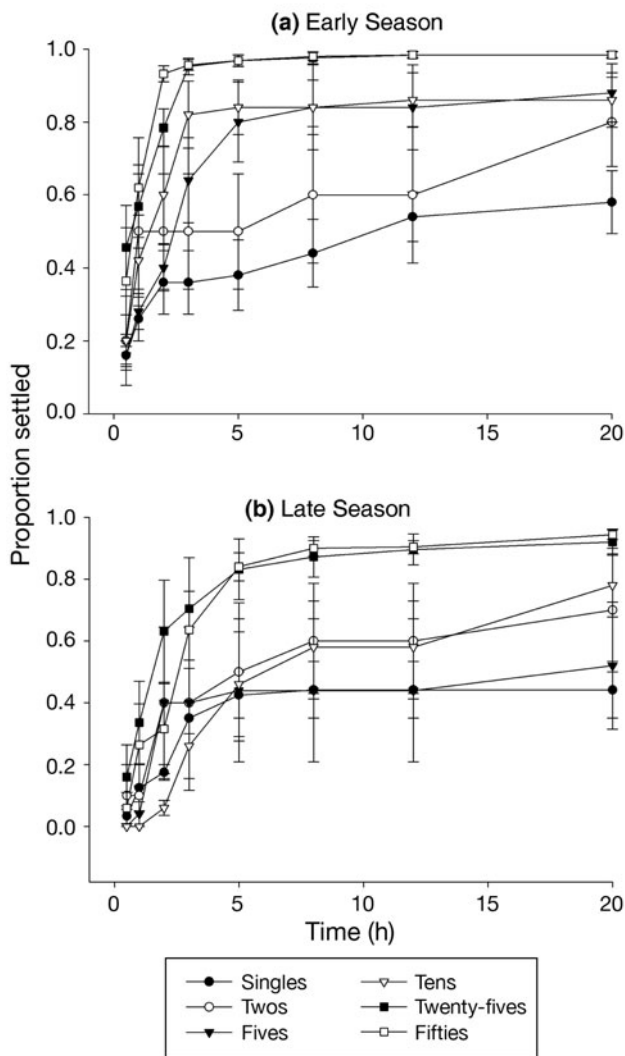 (a) Early Season
1.0
0.8
0.6
0.4
0.2
0.0
0 5 10 15 20
Proportion settled
(b) Late Season
1.0
0.8
0.6
0.4
0.2
0.0
0 5 10 15 20
Time (h)
Singles Tens
Twos Twenty-fives
Fives Fifties